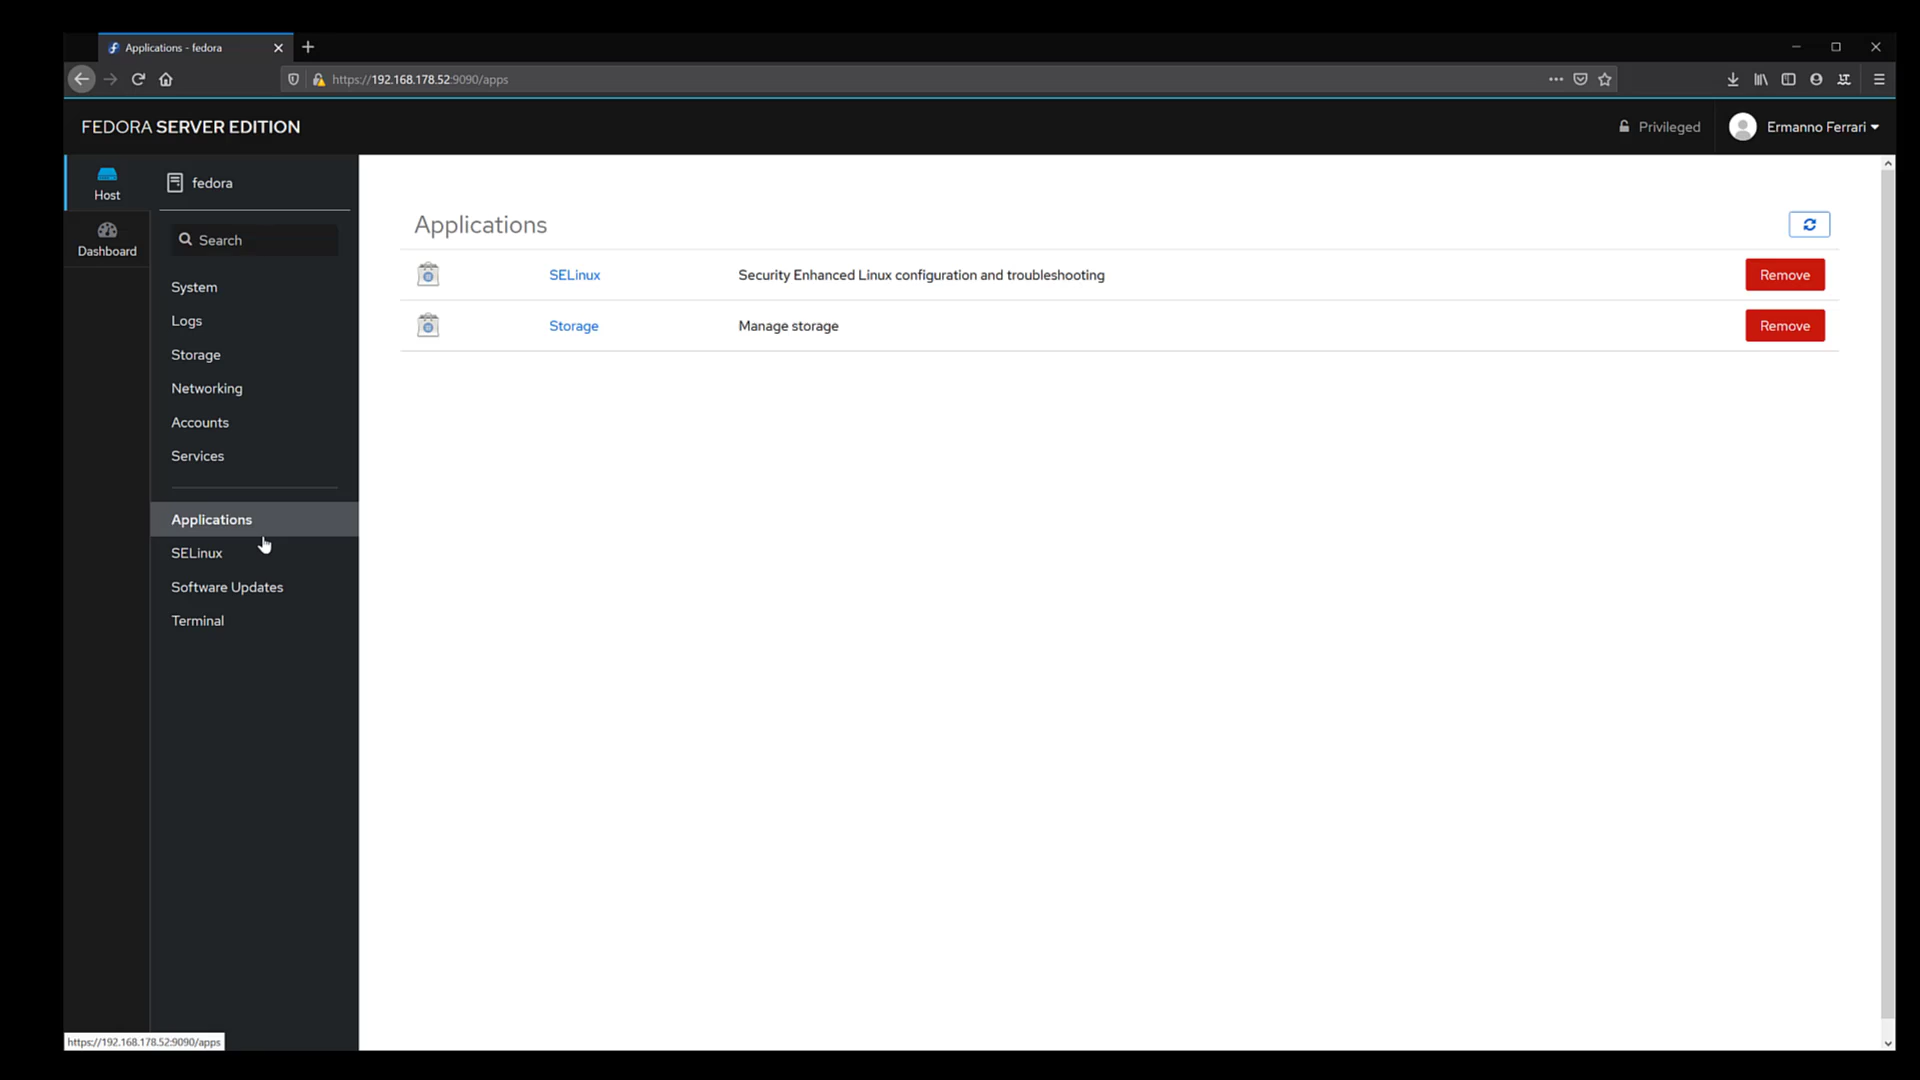 Applications - fedora
https://192.168.178.52:9090/apps
FEDORA SERVER EDITION
Privileged
Ermanno Ferrari
Host
Dashboard
fedora
Search
System
Logs
Storage
Networking
Accounts
Services
Applications
SELinux
Software Updates
Terminal
Applications
SELinux Security Enhanced Linux configuration and troubleshooting Remove
Storage Manage storage Remove
https://192.168.178.52:9090/apps